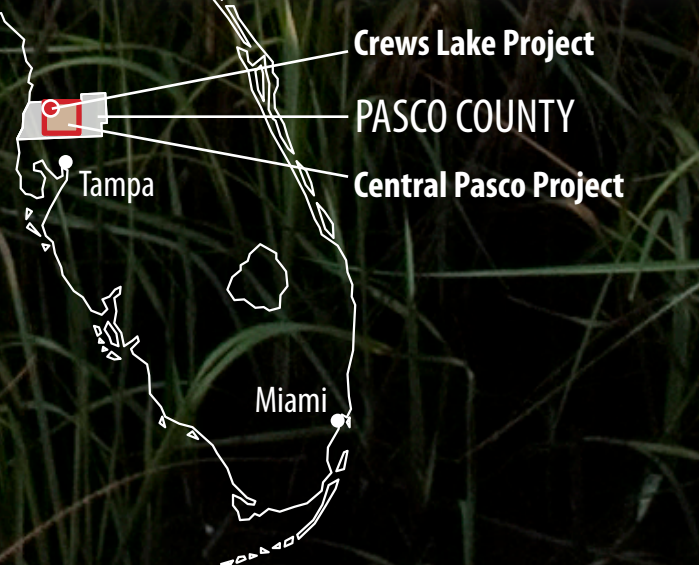 Crews Lake Project
PASCO COUNTY
Central Pasco Project
Tampa
Miami